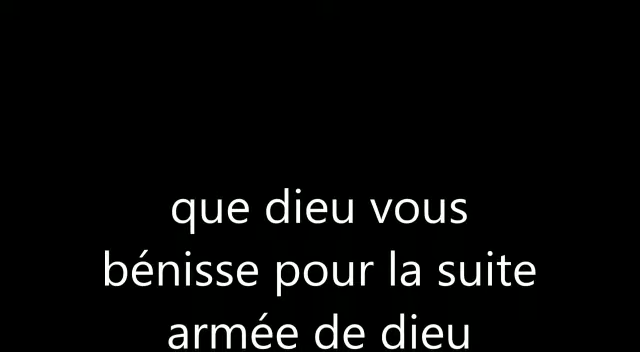 que dieu vous
bénisse pour la suite
armée de dieu